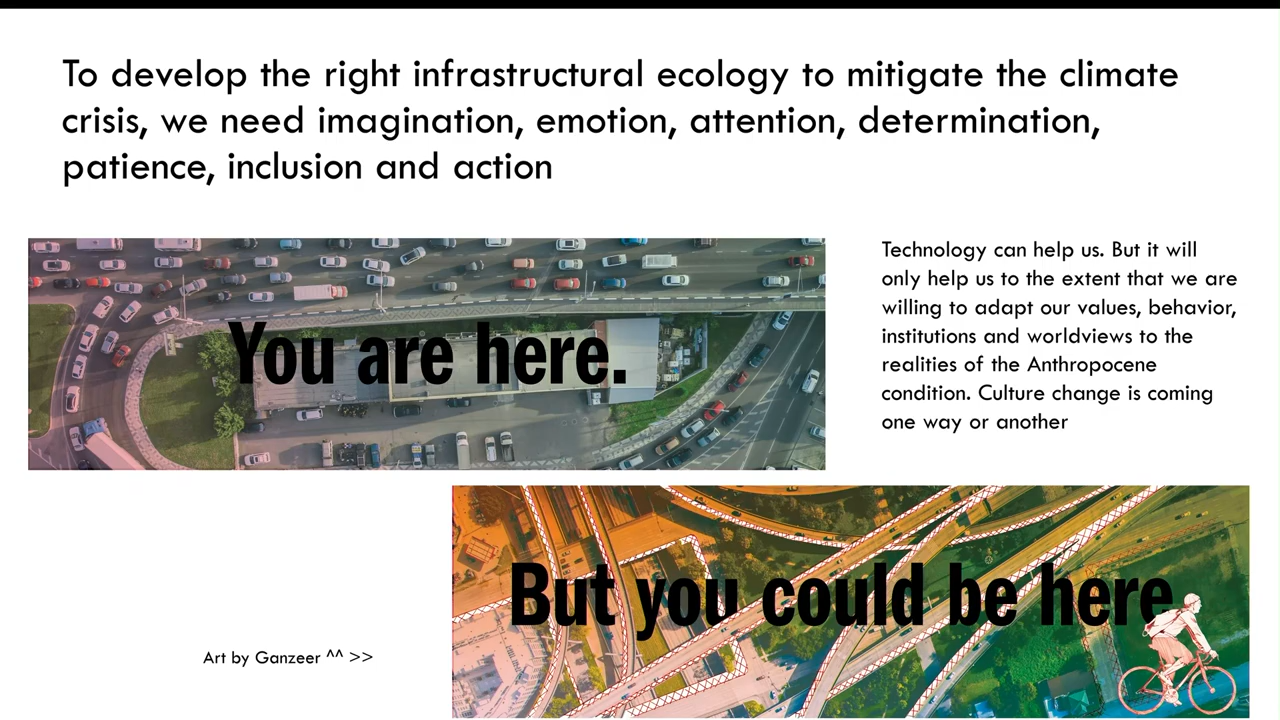 To develop the right infrastructural ecology to mitigate the climate
crisis, we need imagination, emotion, attention, determination,
patience, inclusion and action
You are here.
Technology can help us. But it will
only help us to the extent that we are
willing to adapt our values, behavior,
institutions and worldviews to the
realities of the Anthropocene
condition. Culture change is coming
one way or another
But you could be here
Art by Ganzeer ^^ >>